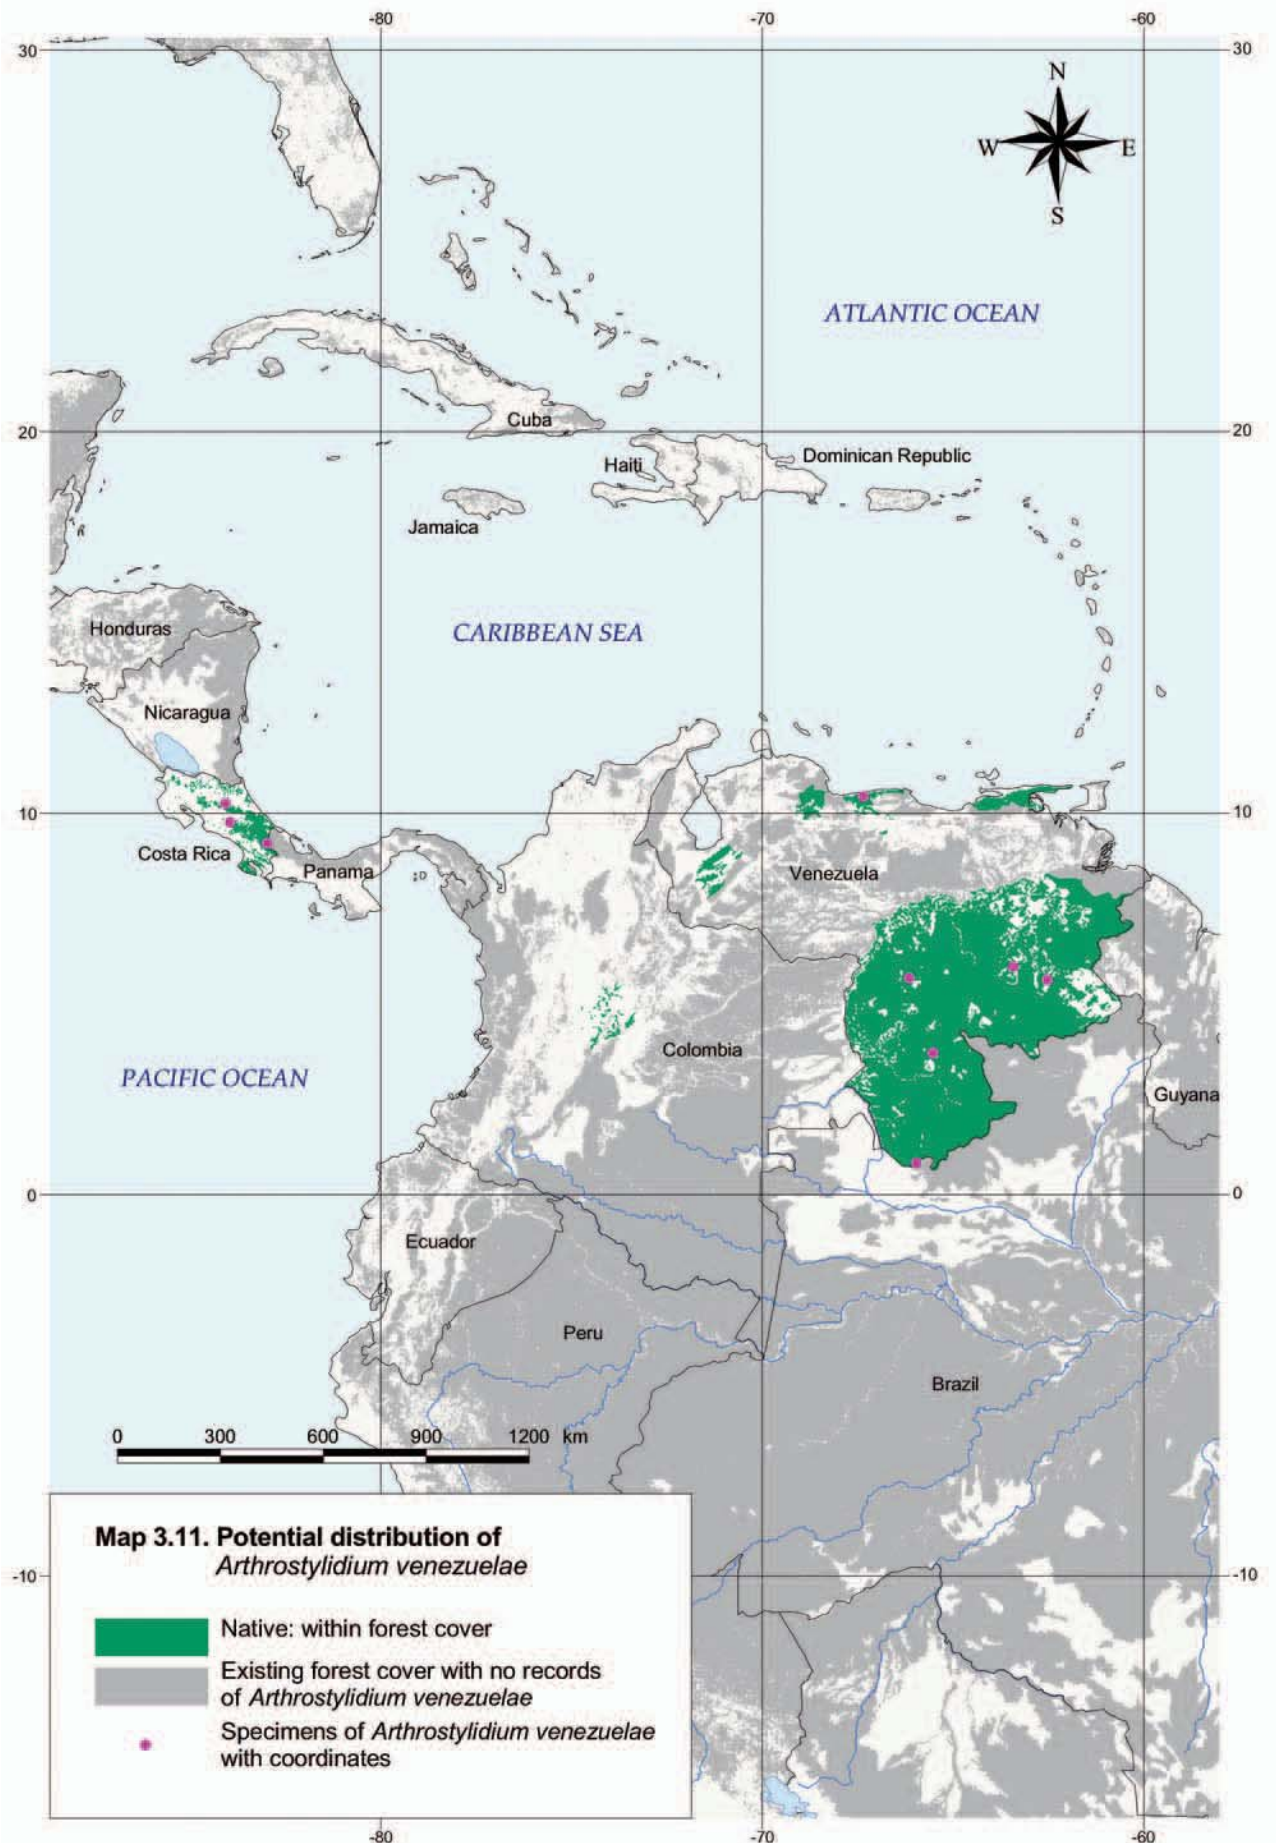 -80
-70
-60
30
30
N
W
E
S
ATLANTIC OCEAN
Cuba
20
20
Haiti
Dominican Republic
Jamaica
Honduras
CARIBBEAN SEA
Nicaragua
10
10
Costa Rica
Panama
Venezuela
Colombia
PACIFIC OCEAN
Guyana
0
0
Ecuador
Peru
Brazil
0 300 600 900 1200 km
Map 3.11. Potential distribution of
Arthrostylidium venezuelae
-10
-10
Native: within forest cover
Existing forest cover with no records
of Arthrostylidium venezuelae
Specimens of Arthrostylidium venezuelae
with coordinates
-80
-70
-60